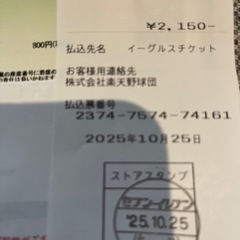 ¥2,150-
800円(
払込先名 イーグルスチケット
お客様用連絡先
株式会社楽天野球団
払込票番号
2374-7574-74161
2025年10月25日
ストアスタンプ
セブン-イレブン
'25.10.25